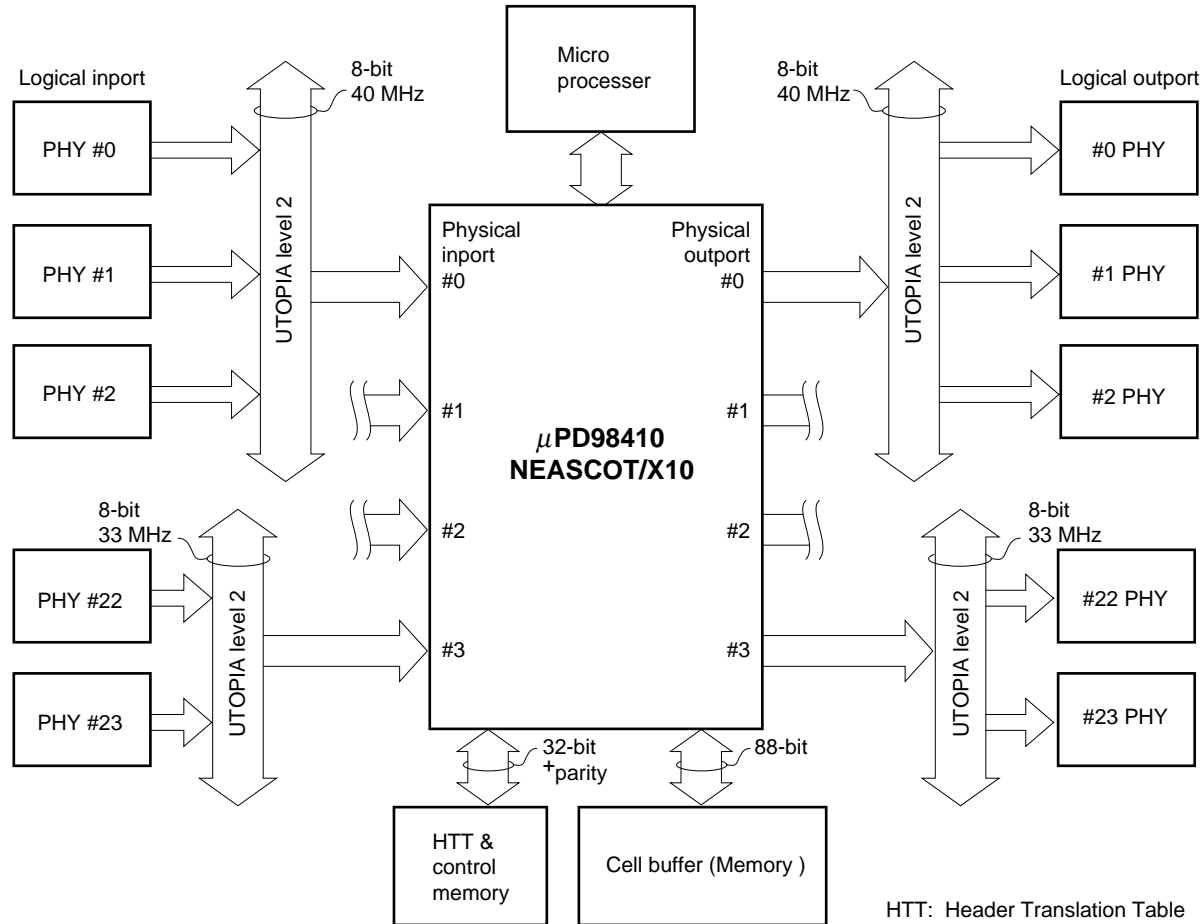 Logical inport
8-bit
40 MHz
PHY #0
PHY #1
PHY #2
UTOPIA level 2
8-bit
33 MHz
PHY #22
PHY #23
UTOPIA level 2
Micro
processer
Physical
inport
#0
#1
#2
#3
μPD98410
NEASCOT/X10
Physical
outport
#0
#1
#2
#3
32-bit
+parity
88-bit
HTT &
control
memory
Cell buffer (Memory )
8-bit
40 MHz
Logical outport
UTOPIA level 2
#0 PHY
#1 PHY
#2 PHY
8-bit
33 MHz
UTOPIA level 2
#22 PHY
#23 PHY
HTT: Header Translation Table